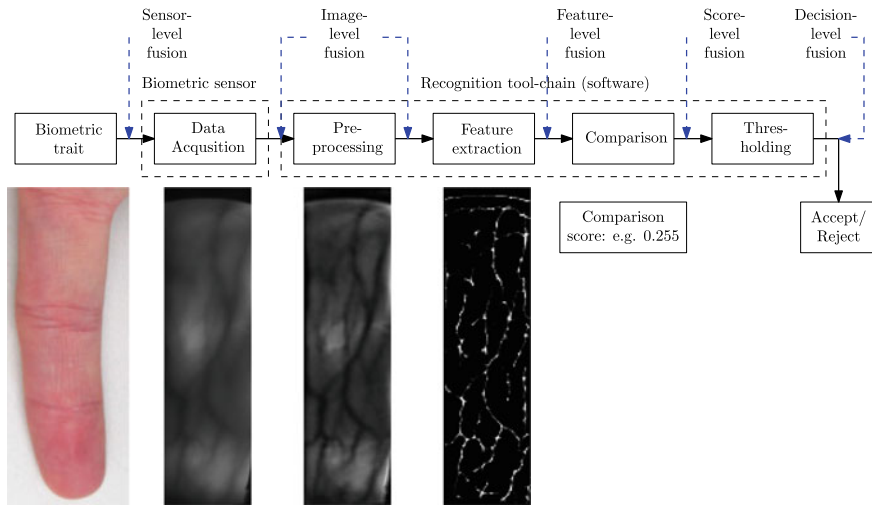 Sensor-
level
fusion
Image-
level
fusion
Feature-
level
fusion
Score-
level
fusion
Decision-
level
fusion
Biometric sensor
Recognition tool-chain (software)
Biometric
trait
Data
Acqusition
Pre-
processing
Feature
extraction
Comparison
Thres-
holding
Comparison
score: e.g. 0.255
Accept/
Reject